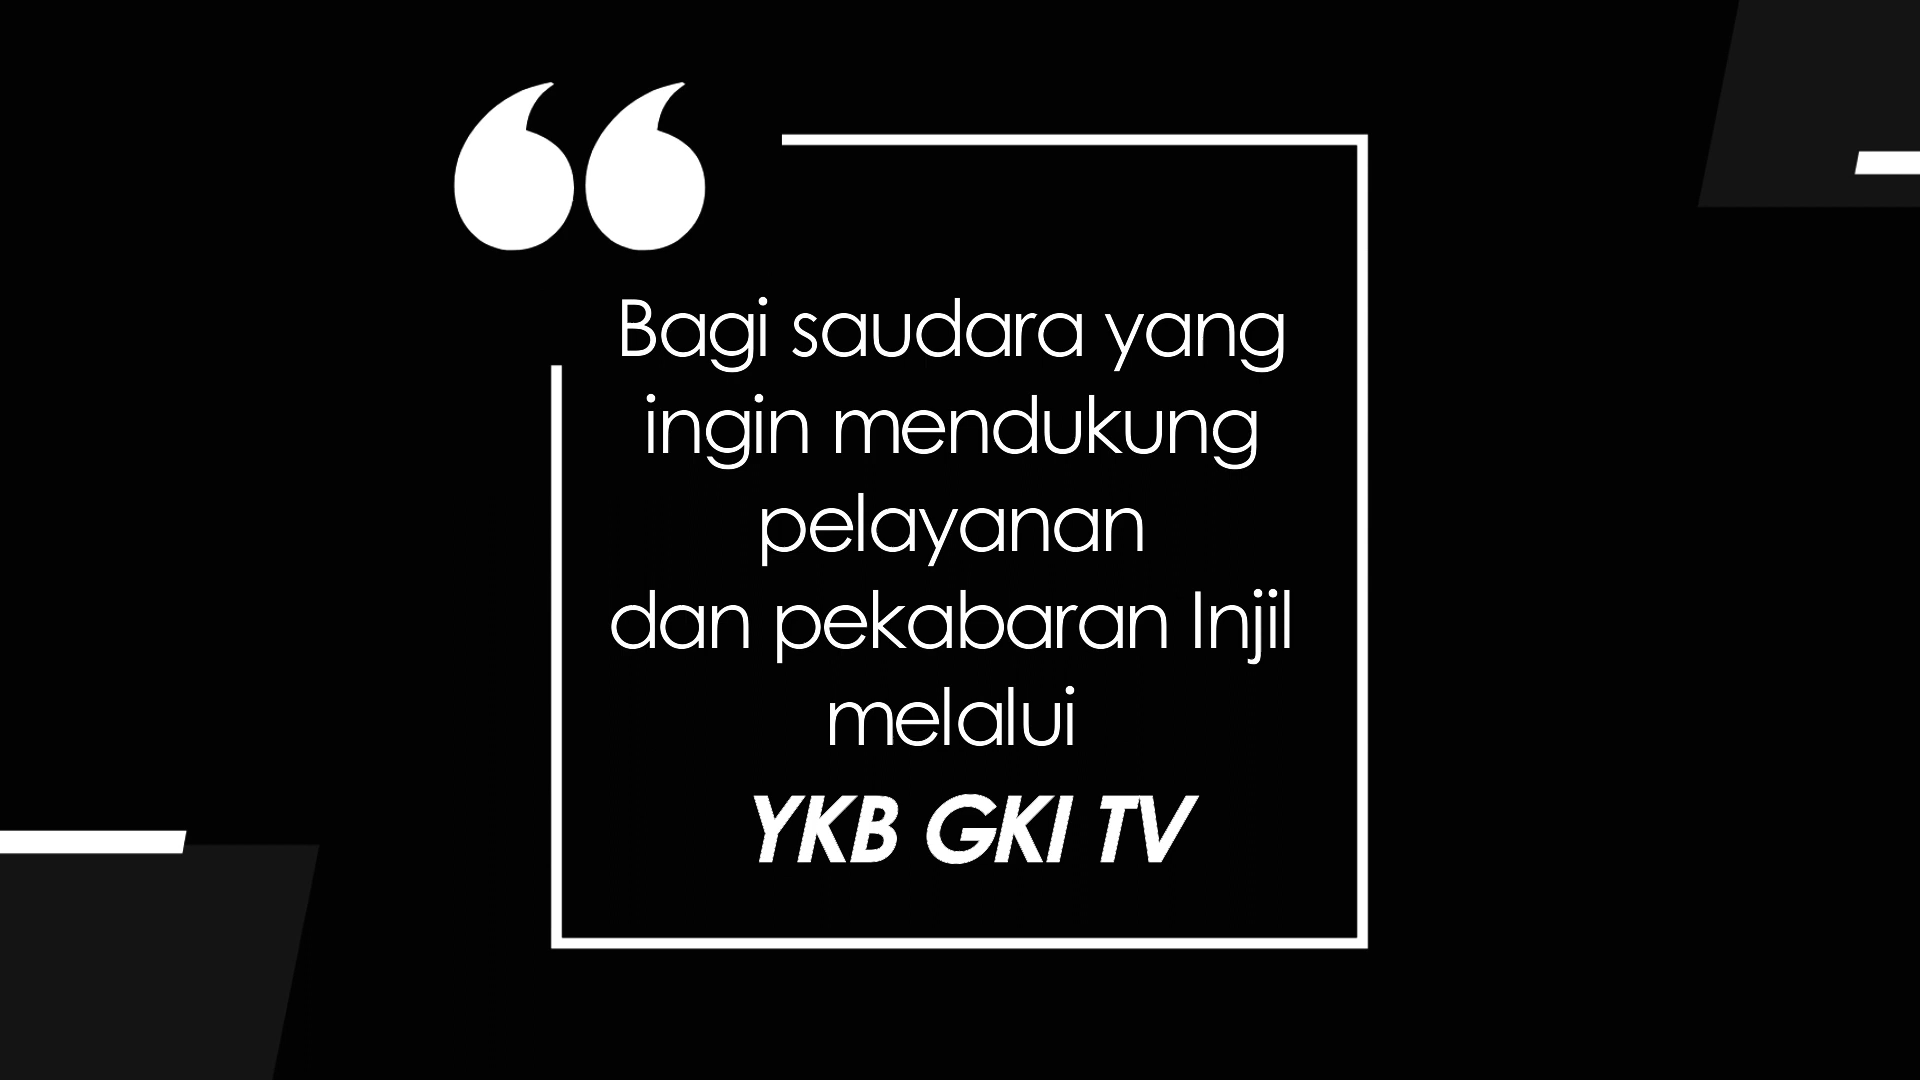 Bagi saudara yang
ingin mendukung
pelayanan
dan pekabaran Injil
melalui
YKB GKI TV